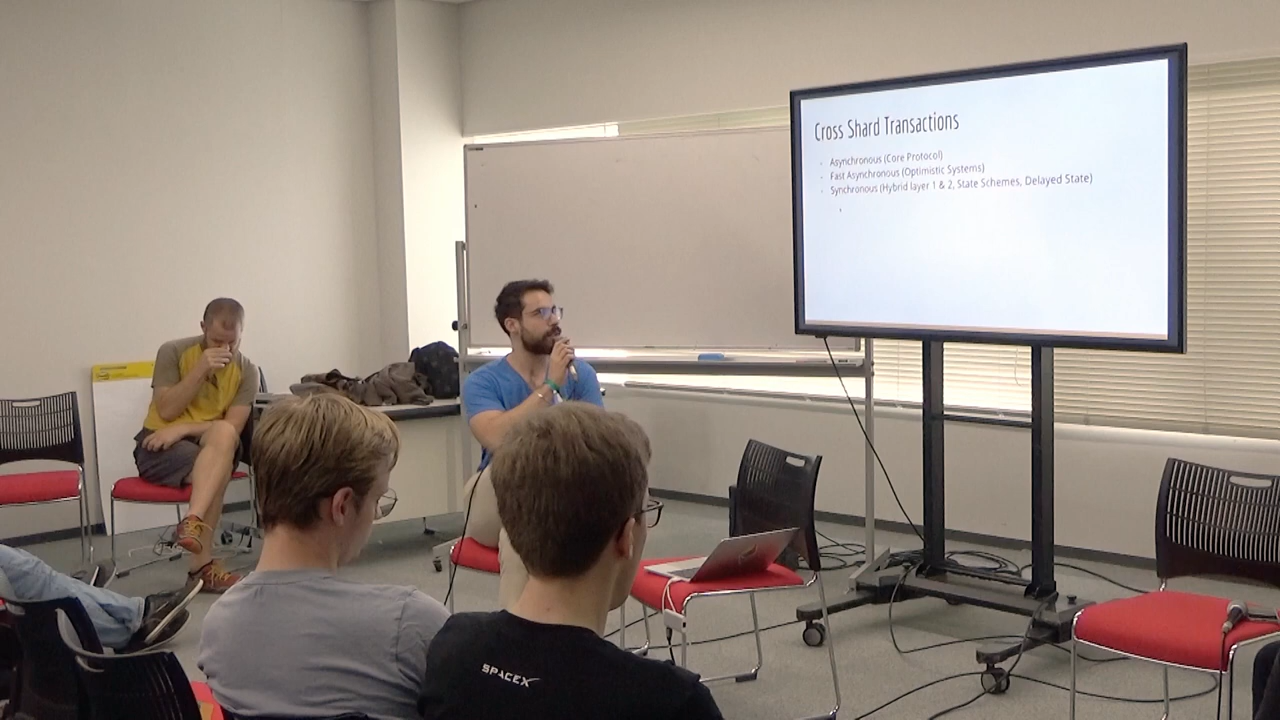 Cross Shard Transactions
- Asynchronous (Core Protocol)
- Fast Asynchronous (Optimistic Systems)
- Synchronous (Hybrid layer 1 & 2, State Schemes, Delayed State)
SPACEX